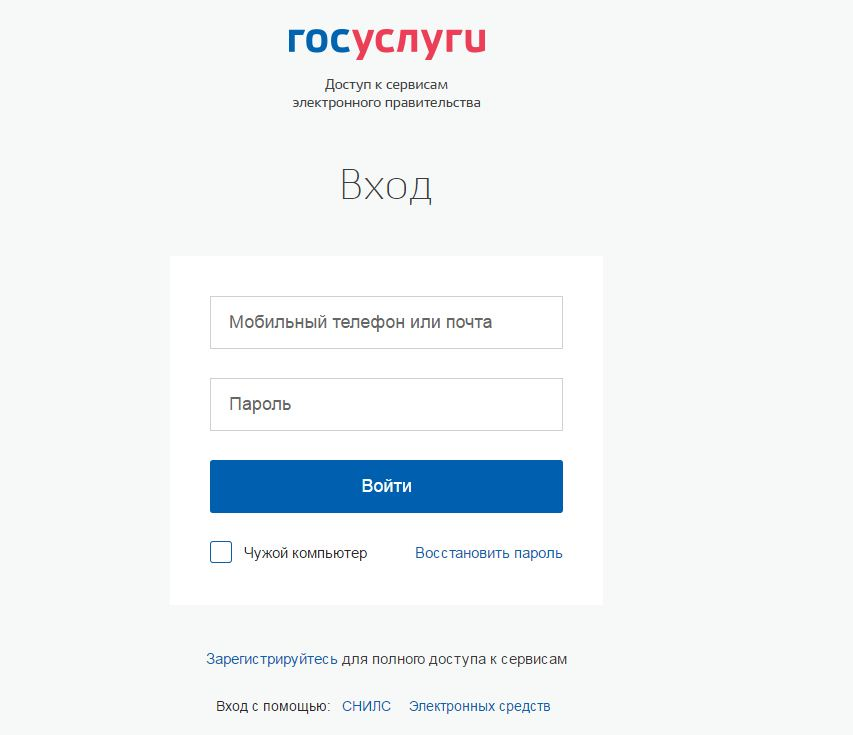 госуслуги
Доступ к сервисам
электронного правительства
Вход
Мобильный телефон или почта
Пароль
Войти
Чужой компьютер Восстановить пароль
Зарегистрируйтесь для полного доступа к сервисам
Вход с помощью: СНИЛС Электронных средств